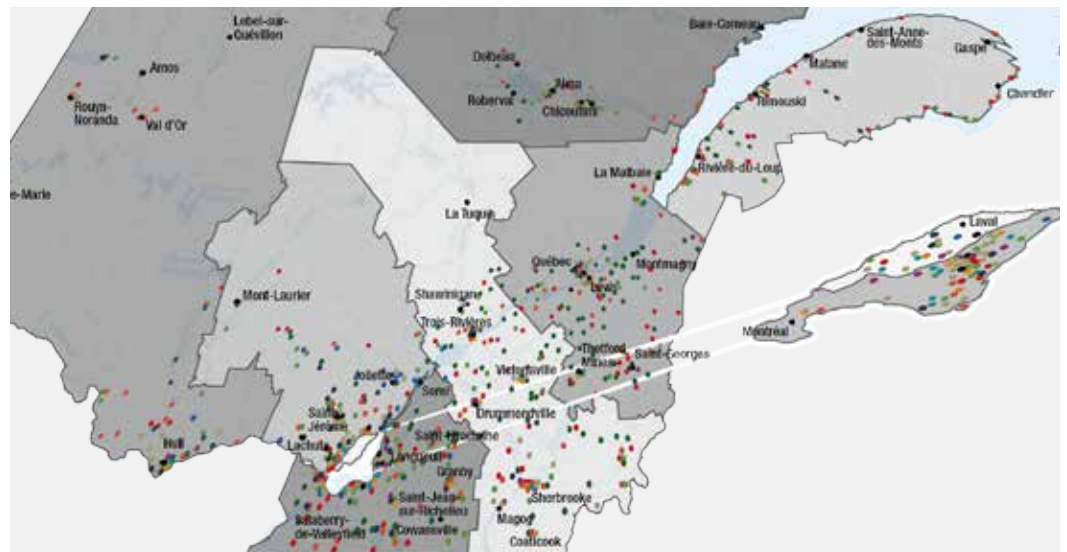 Lebel-sur-
Quévillon
Amos
Rouyn-
Noranda
Val d'Or
e-Marie
Dolbeau
Alma
Roberval
Chicoutimi
Baie-Comeau
Saint-Anne-
des-Monts
Gaspé
Matane
Chandler
Rimouski
Rivière-du-Loup
La Malbaie
La Tuque
Laval
Québec
Montmagny
Lévis
Mont-Laurier
Shawinigan
Trois-Rivières
Montréal
Thetford
Mines
Saint-Georges
Victoriaville
Joliette
Sorel
Drummondville
Saint-
Jérôme
Lachute
Saint-Hyacinthe
Hull
Longueuil
Granby
Sherbrooke
Saint-Jean-
sur-Richelieu
Salaberry-
de-Valleyfield
Cowansville
Magog
Coaticook